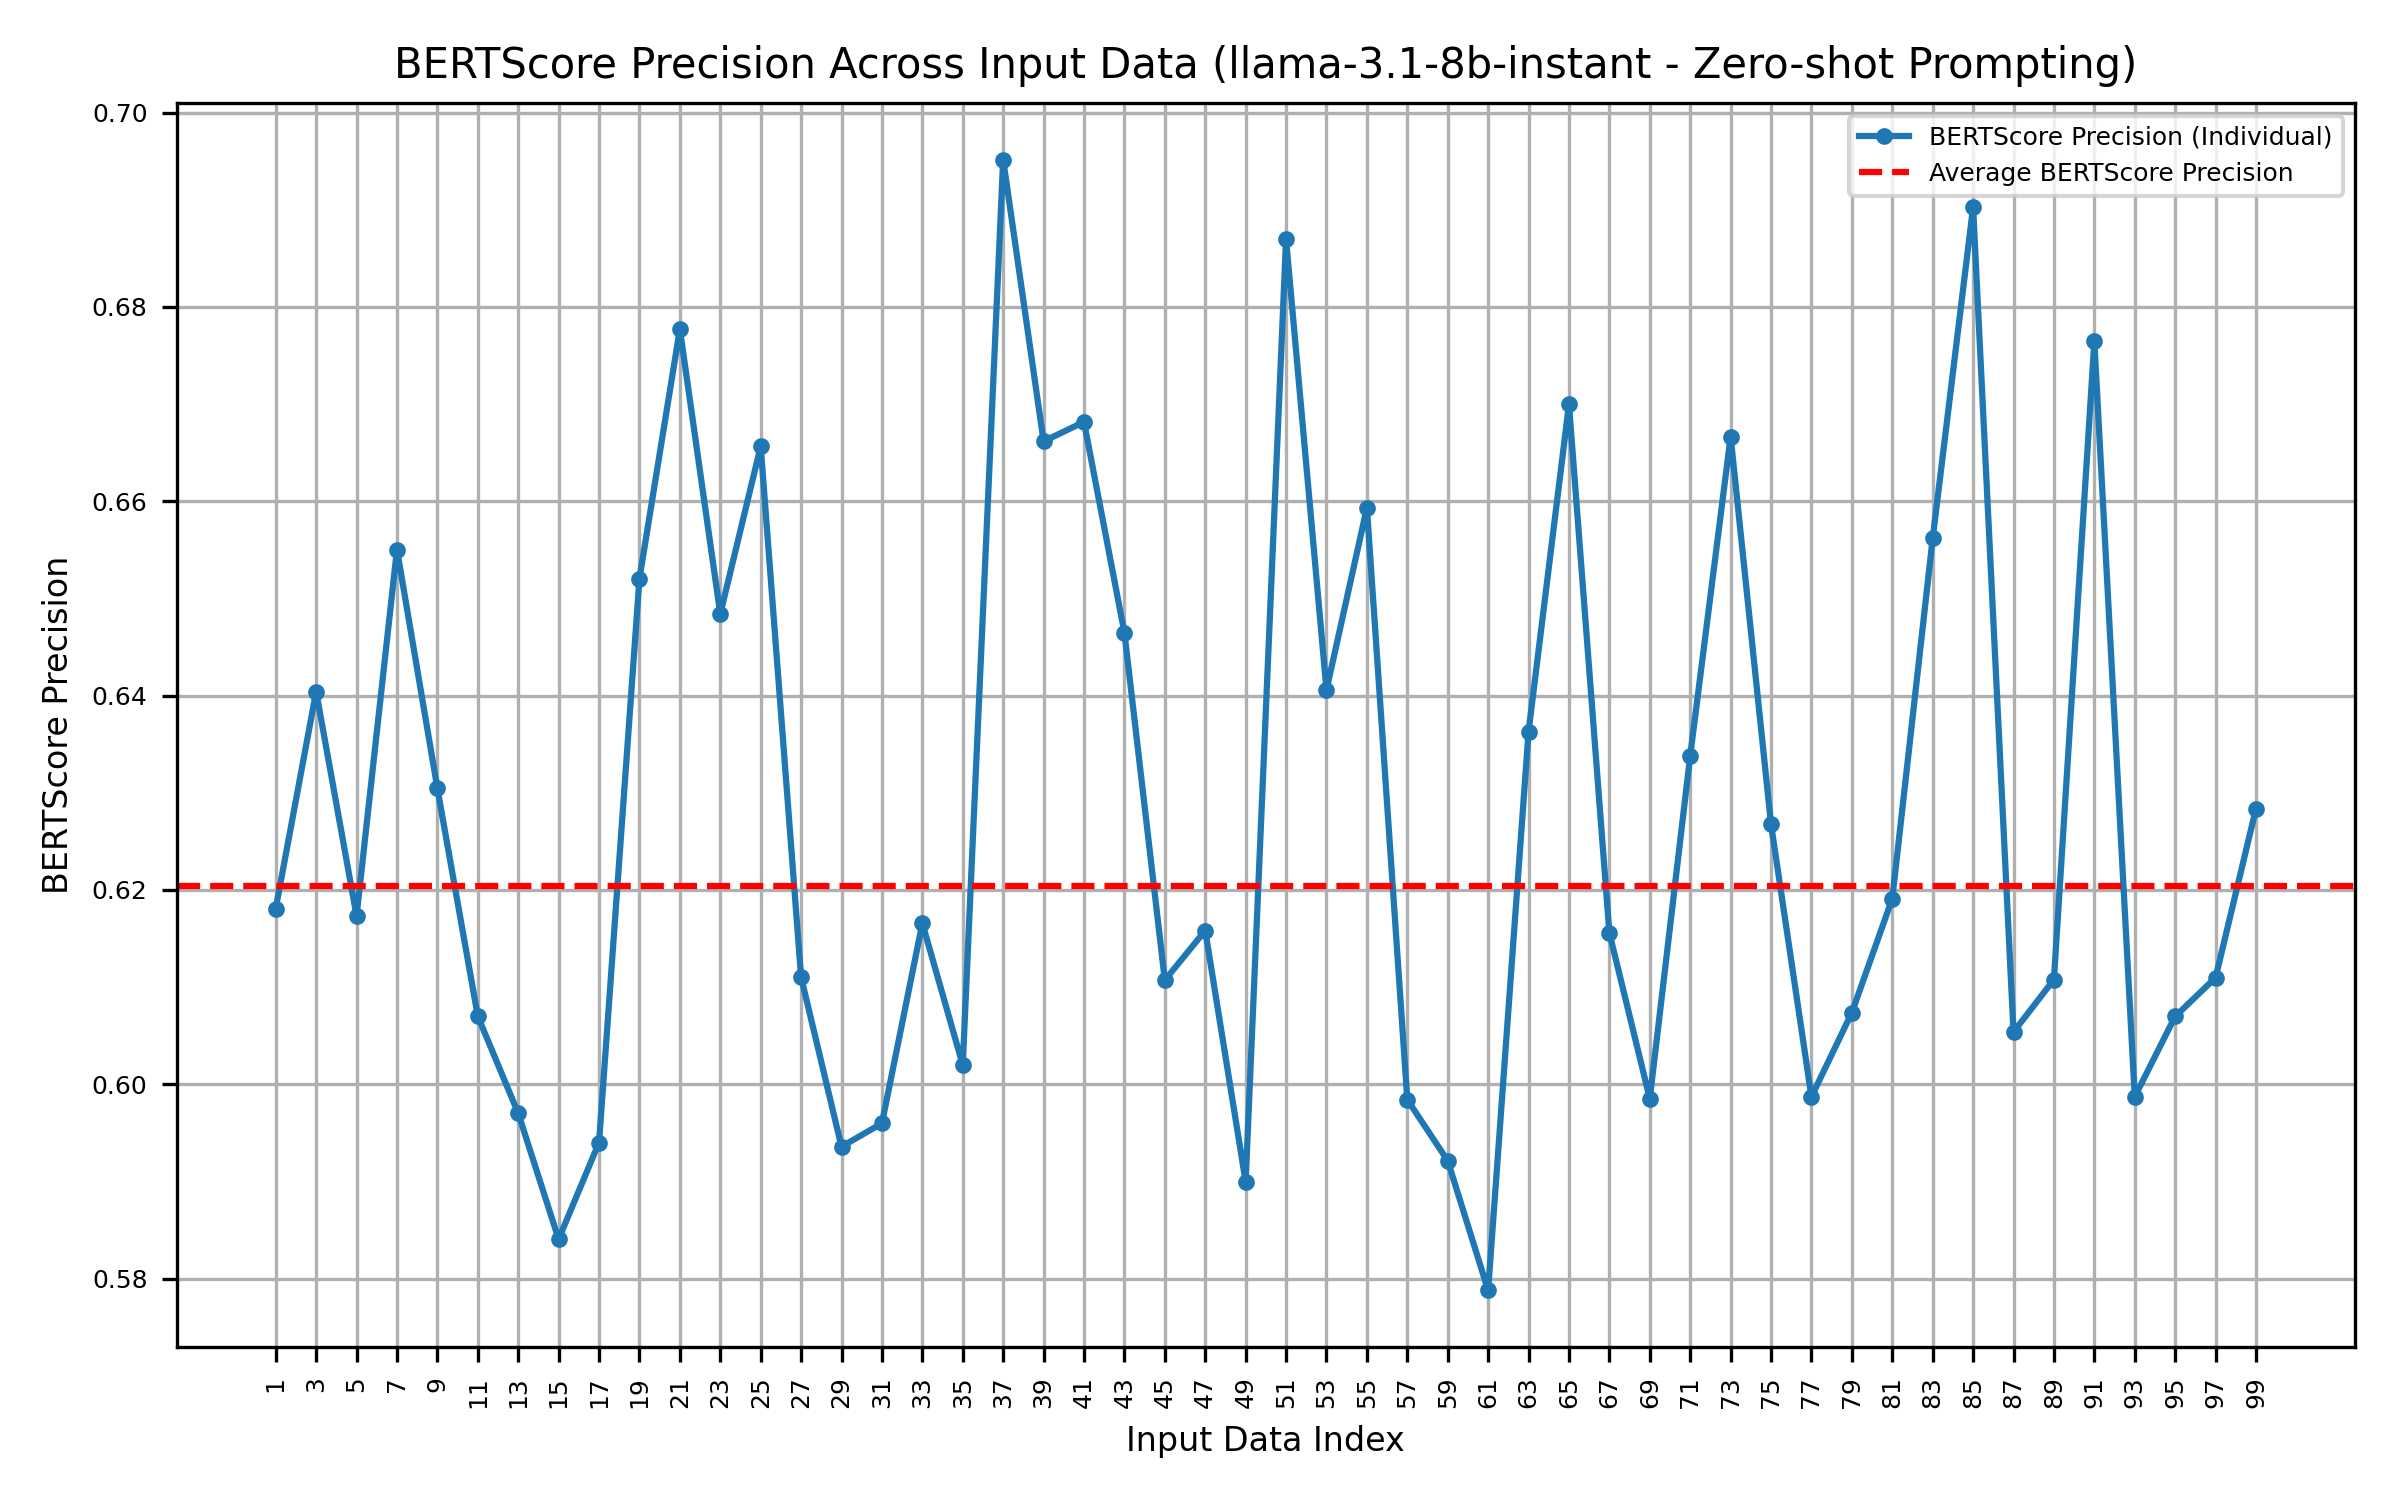 BERTScore Precision Across Input Data (llama-3.1-8b-instant - Zero-shot Prompting)
BERTScore Precision (Individual)
Average BERTScore Precision
0.70
0.68
0.66
0.64
0.62
0.60
0.58
BERTScore Precision
1 3 5 7 9 11 13 15 17 19 21 23 25 27 29 31 33 35 37 39 41 43 45 47 49 51 53 55 57 59 61 63 65 67 69 71 73 75 77 79 81 83 85 87 89 91 93 95 97 99
Input Data Index